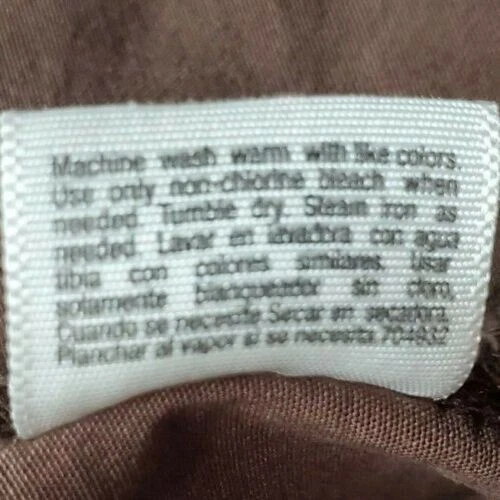 Machine wash warm with like colors.
Use only non-chlorine bleach when
needed. Tumble dry. Steam iron as
needed. Lavar en lavadora con agua
tibia con colores similares. Usar
solamente blanqueador sin cloro.
Cuando se necesite Secar en secadora.
Planchar al vapor si se necesita 704932